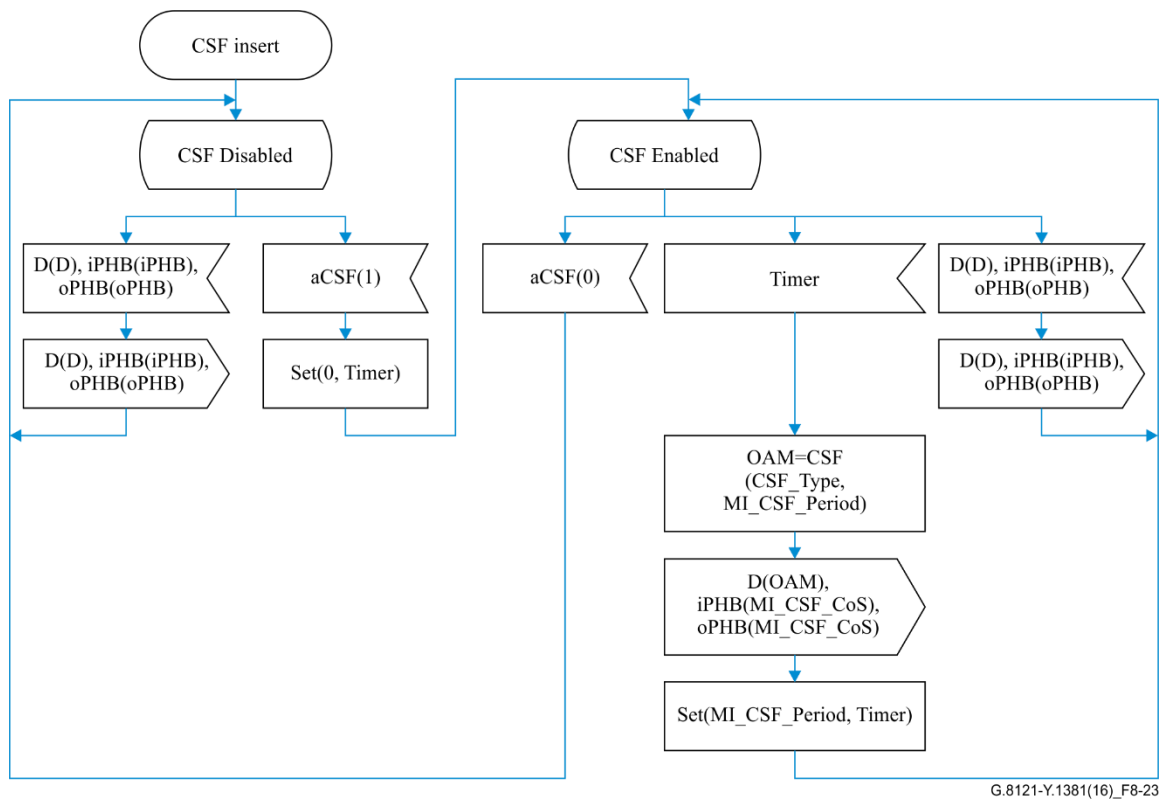 CSF insert
CSF Disabled
CSF Enabled
D(D), iPHB(iPHB),
oPHB(oPHB)
aCSF(1)
aCSF(0)
Timer
D(D), iPHB(iPHB),
oPHB(oPHB)
D(D), iPHB(iPHB),
oPHB(oPHB)
Set(0, Timer)
D(D), iPHB(iPHB),
oPHB(oPHB)
OAM=CSF
(CSF_Type,
MI_CSF_Period)
D(OAM),
iPHB(MI_CSF_CoS),
oPHB(MI_CSF_CoS)
Set(MI_CSF_Period, Timer)
G.8121-Y.1381(16)_F8-23